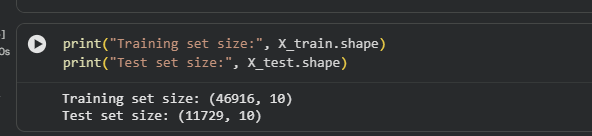 ]
0s
print("Training set size:", X_train.shape)
print("Test set size:", X_test.shape)
Training set size: (46916, 10)
Test set size: (11729, 10)